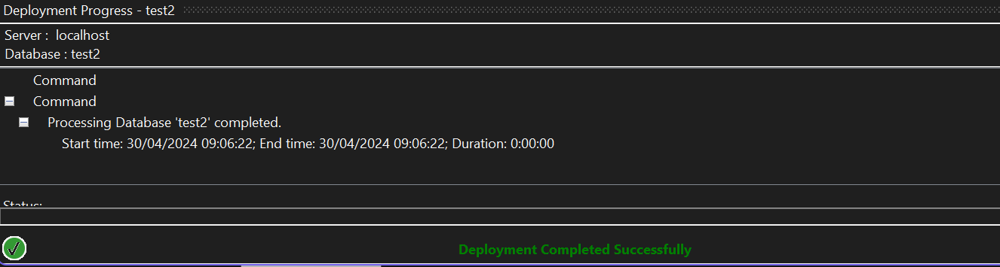 Deployment Progress - test2
Server : localhost
Database : test2
Command
Command
Processing Database 'test2' completed.
Start time: 30/04/2024 09:06:22; End time: 30/04/2024 09:06:22; Duration: 0:00:00
Status:
Deployment Completed Successfully